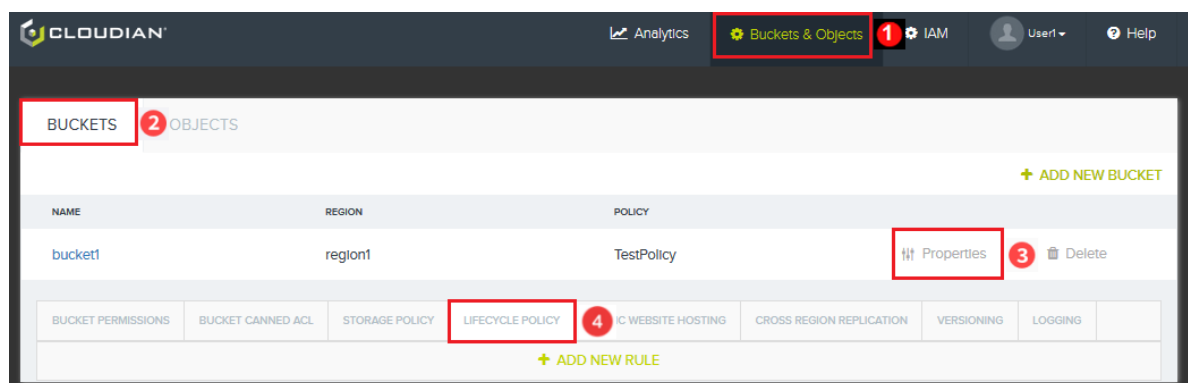 CLOUDIAN
Analytics Buckets & Objects 1 IAM User1 Help
BUCKETS 2 OBJECTS
+ ADD NEW BUCKET
NAME REGION POLICY
bucket1 region1 TestPolicy Properties 3 Delete
BUCKET PERMISSIONS BUCKET CANNED ACL STORAGE POLICY LIFECYCLE POLICY 4 IC WEBSITE HOSTING CROSS REGION REPLICATION VERSIONING LOGGING
+ ADD NEW RULE